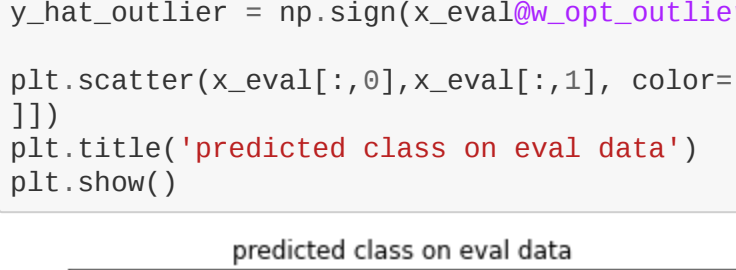 y_hat_outlier = np.sign(x_eval@w_opt_outlie
plt.scatter(x_eval[:,0],x_eval[:,1], color=
]])
plt.title('predicted class on eval data')
plt.show()
predicted class on eval data